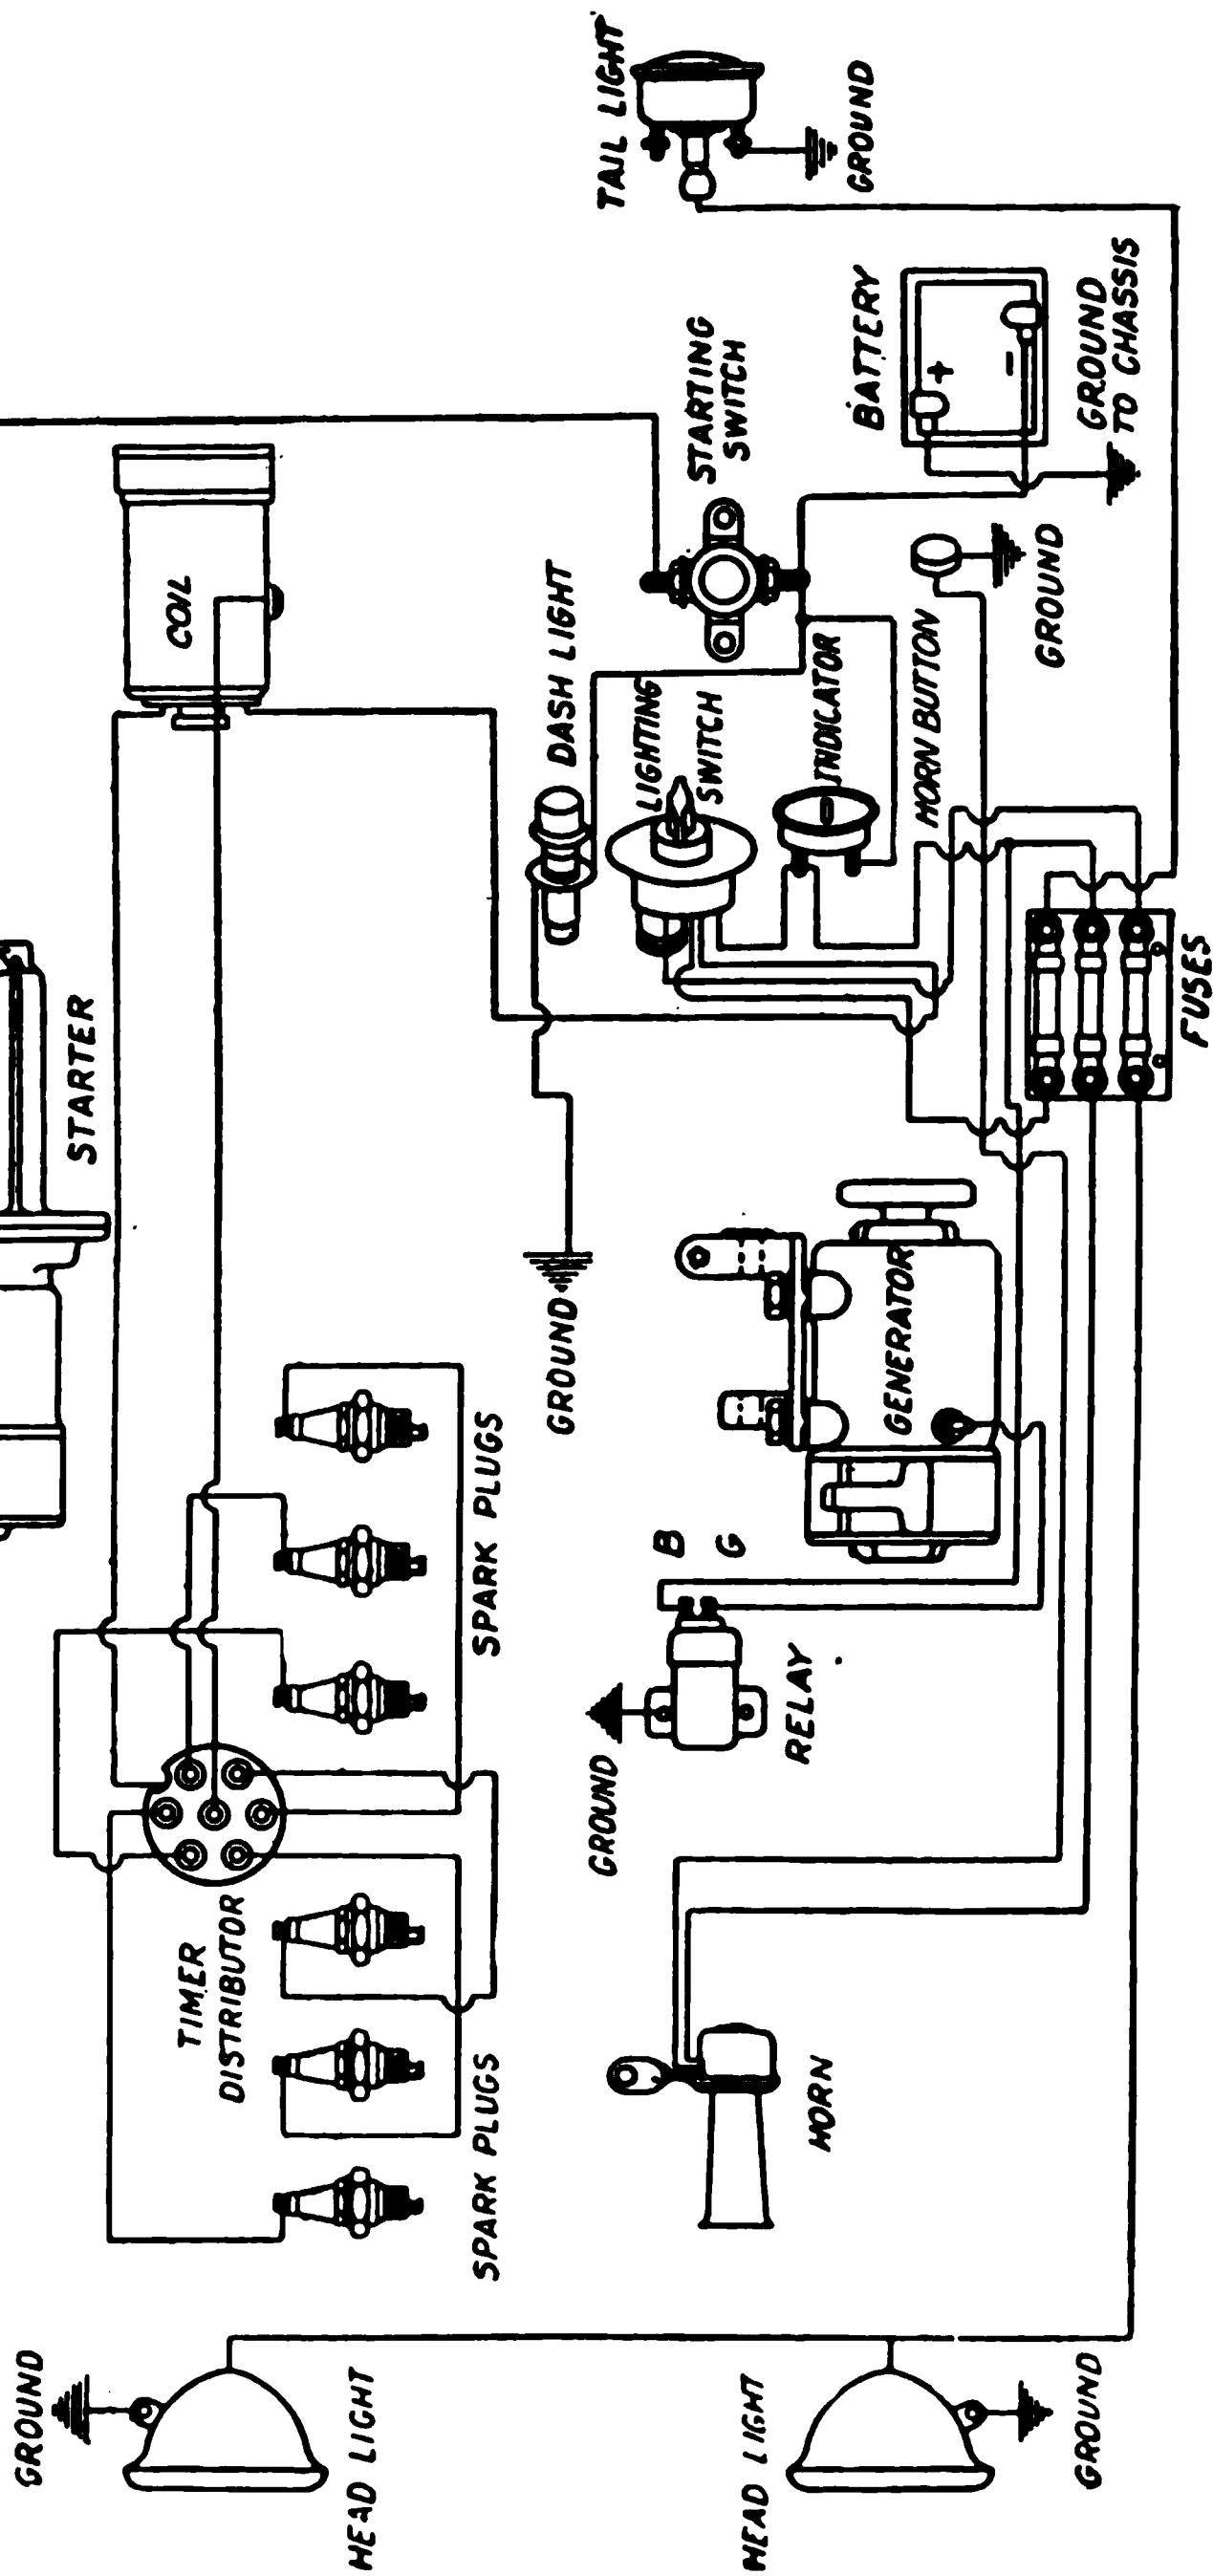 GROUND
HEAD LIGHT
HEAD LIGHT
GROUND
STARTER
COIL
TIMER
DISTRIBUTOR
SPARK PLUGS
SPARK PLUGS
GROUND
DASH LIGHT
LIGHTING
SWITCH
STARTING
SWITCH
TAIL LIGHT
GROUND
GROUND
RELAY
B
G
GENERATOR
HORN
INDICATOR
HORN BUTTON
GROUND
BATTERY
+
-
GROUND
TO CHASSIS
FUSES